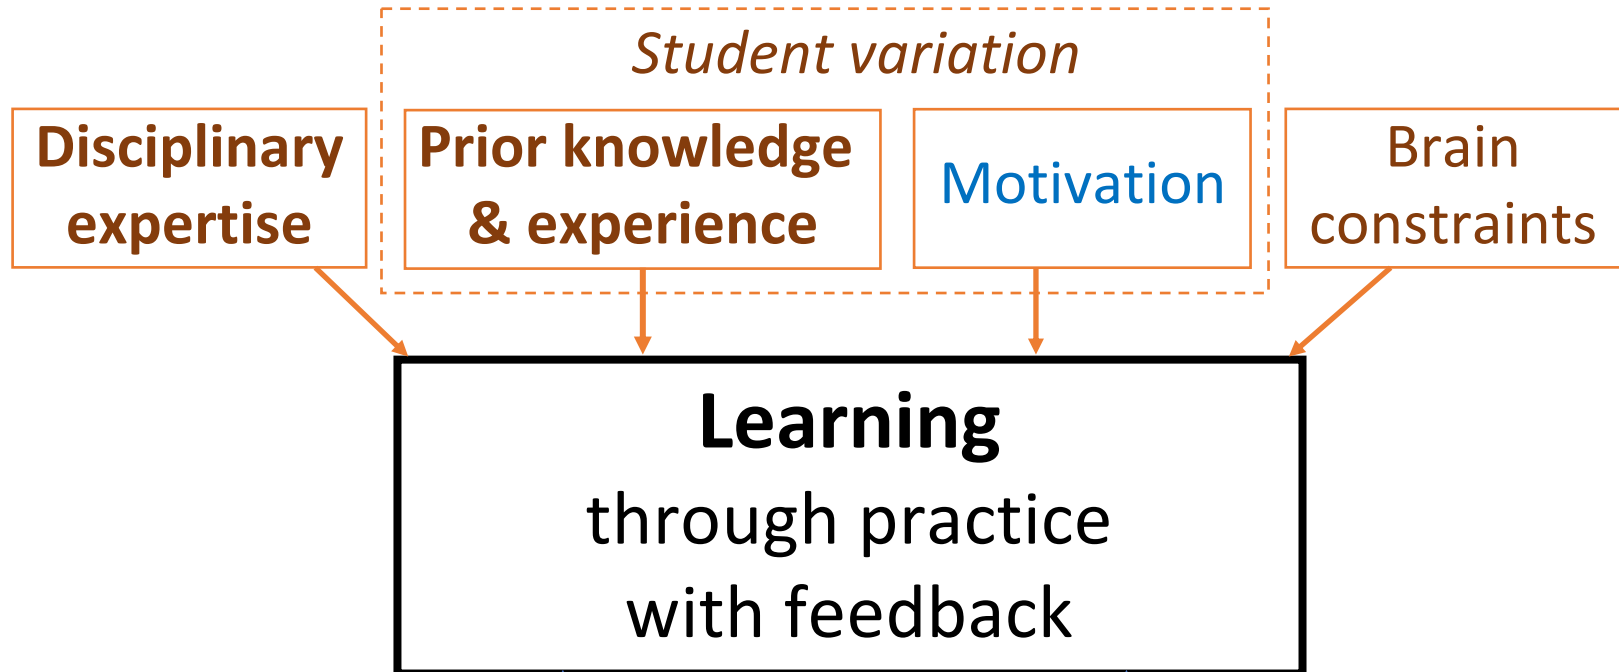 Student variation
Disciplinary
expertise
Prior knowledge
& experience
Motivation
Brain
constraints
Learning
through practice
with feedback